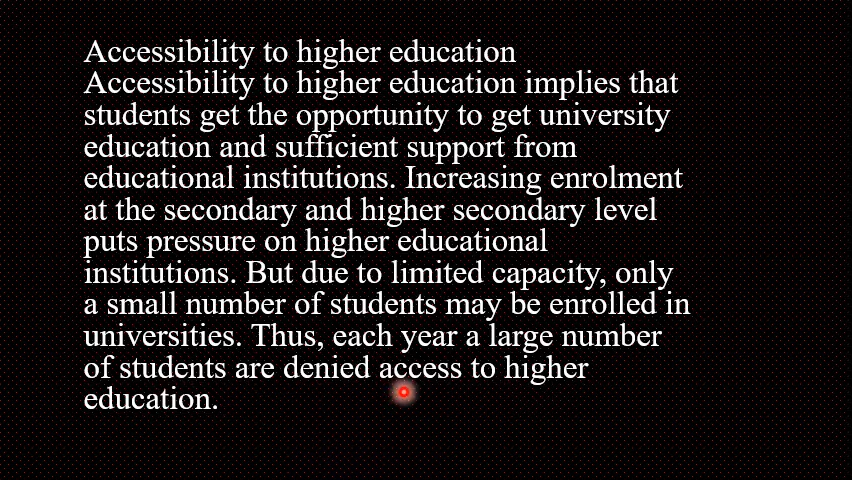 Accessibility to higher education
Accessibility to higher education implies that
students get the opportunity to get university
education and sufficient support from
educational institutions. Increasing enrolment
at the secondary and higher secondary level
puts pressure on higher educational
institutions. But due to limited capacity, only
a small number of students may be enrolled in
universities. Thus, each year a large number
of students are denied access to higher
education.